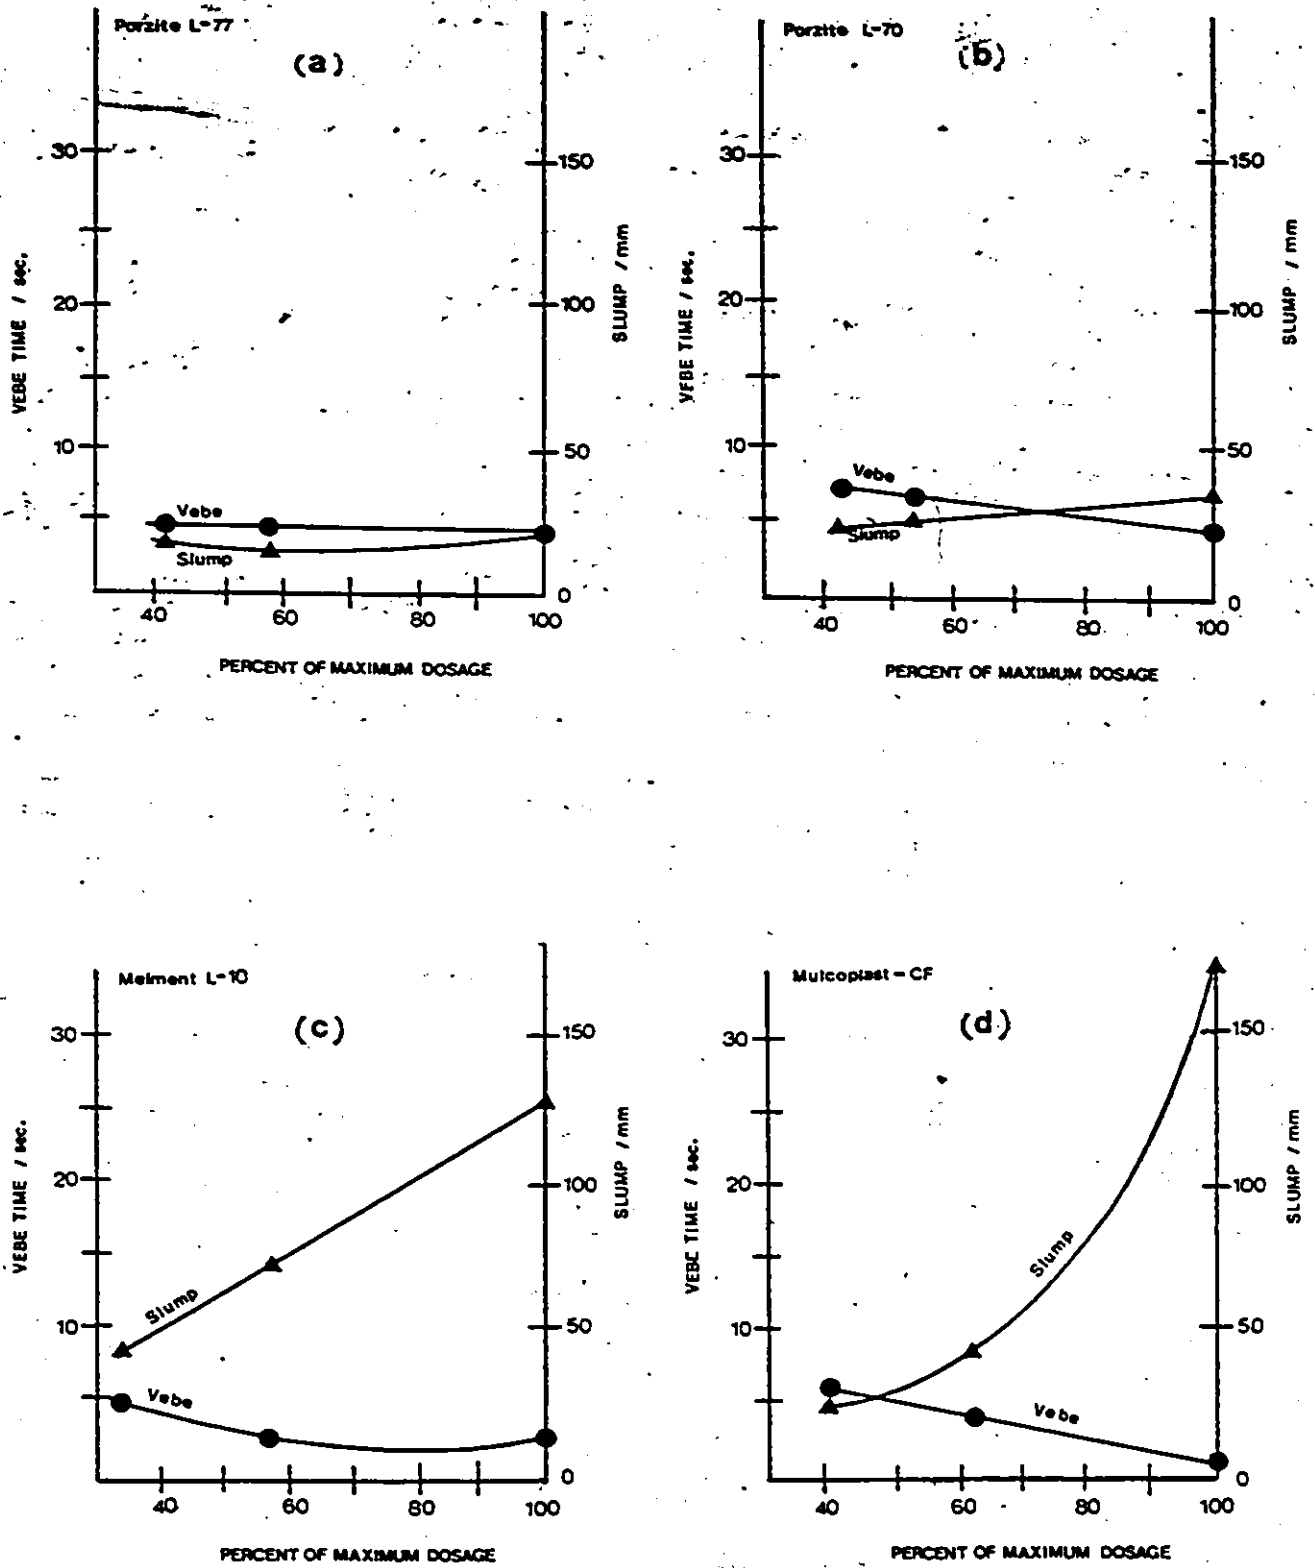 Porzite L-77
(a)
30
20
10
VEBE TIME / sec.
150
100
50
0
SLUMP / mm
Vebe
Slump
40 60 80 100
PERCENT OF MAXIMUM DOSAGE
Porzite L-70
(b)
30
20
10
VEBE TIME / sec.
150
100
50
0
SLUMP / mm
Vebe
Slump
40 60 80 100
PERCENT OF MAXIMUM DOSAGE
Melment L-10
(c)
30
20
10
VEBE TIME / sec.
150
100
50
0
SLUMP / mm
Slump
Vebe
40 60 80 100
PERCENT OF MAXIMUM DOSAGE
Mulcoplast-CF
(d)
30
20
10
VEBE TIME / sec.
150
100
50
0
SLUMP / mm
Slump
Vebe
40 60 80 100
PERCENT OF MAXIMUM DOSAGE